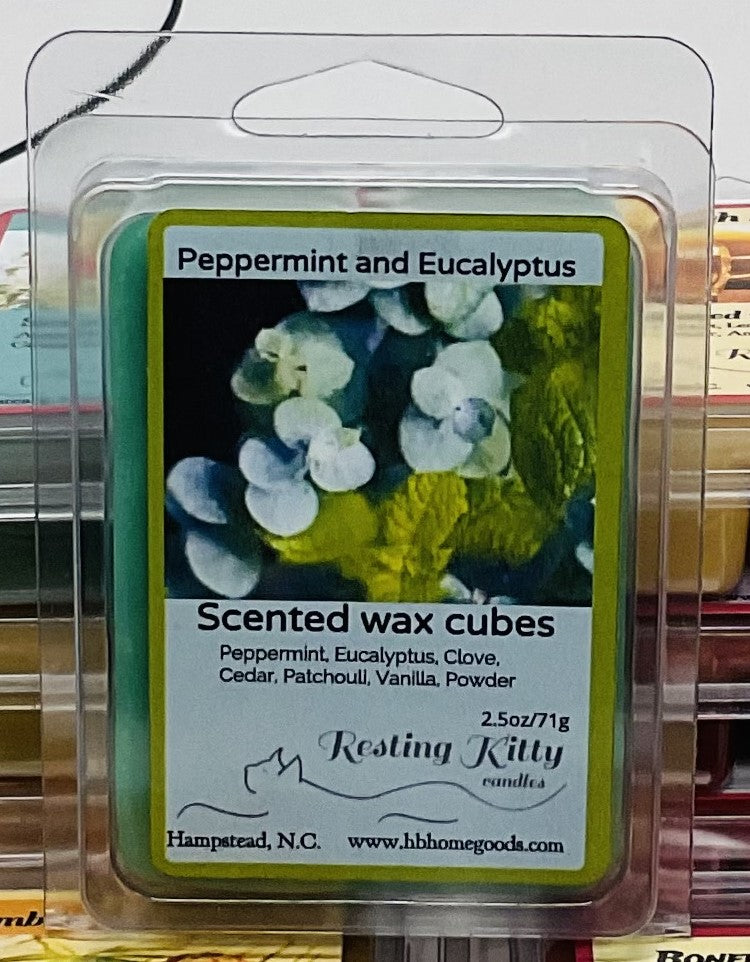 Peppermint and Eucalyptus
Scented wax cubes
Peppermint, Eucalyptus, Clove,
Cedar, Patchouli, Vanilla, Powder
2.5oz/71g
Resting Kitty
candles
Hampstead, N.C. www.hbhomegoods.com